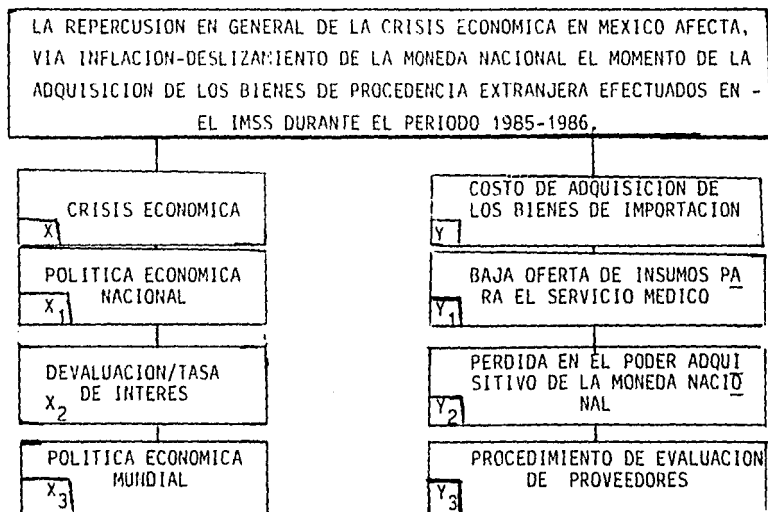 LA REPERCUSION EN GENERAL DE LA CRISIS ECONOMICA EN MEXICO AFECTA,
VIA INFLACION-DESLIZAMIENTO DE LA MONEDA NACIONAL EL MOMENTO DE LA
ADQUISICION DE LOS BIENES DE PROCEDENCIA EXTRANJERA EFECTUADOS EN -
EL IMSS DURANTE EL PERIODO 1985-1986.
CRISIS ECONOMICA
X
POLITICA ECONOMICA
NACIONAL
X1
DEVALUACION/TASA
DE INTERES
X2
POLITICA ECONOMICA
MUNDIAL
X3
COSTO DE ADQUISICION DE
LOS BIENES DE IMPORTACION
Y
BAJA OFERTA DE INSUMOS PA
RA EL SERVICIO MEDICO
Y1
PERDIDA EN EL PODER ADQUI
SITIVO DE LA MONEDA NACIO
NAL
Y2
PROCEDIMIENTO DE EVALUACION
DE PROVEEDORES
Y3